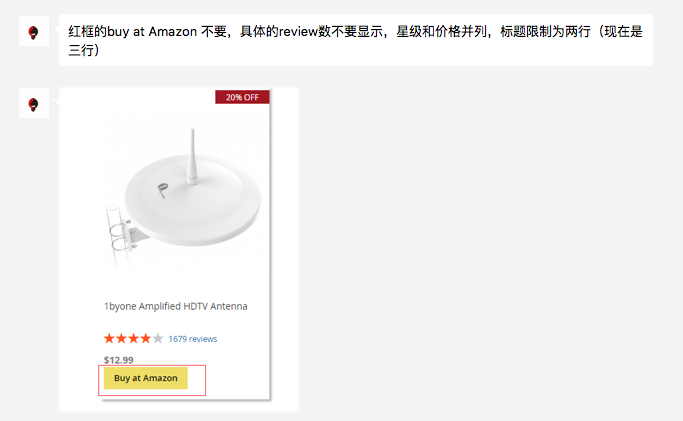 红框的buy at Amazon 不要，具体的review数不要显示，星级和价格并列，标题限制为两行（现在是
三行）
20% OFF
1byone Amplified HDTV Antenna
1679 reviews
$12.99
Buy at Amazon